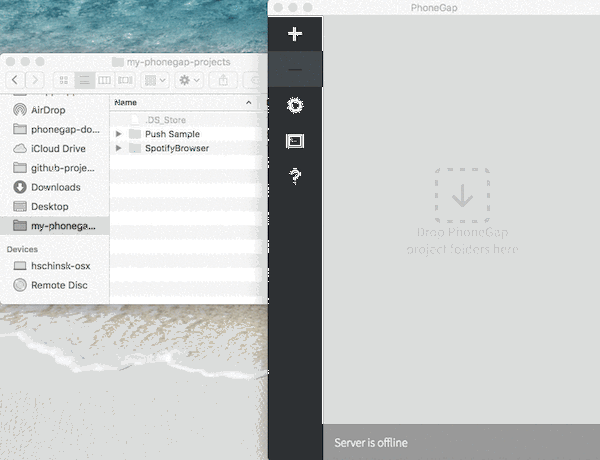 PhoneGap
my-phonegap-projects
Name
AirDrop
phonegap-do...
iCloud Drive
github-proje...
Downloads
Desktop
my-phonega...
Devices
hschinsk-osx
Remote Disc
.DS_Store
Push Sample
SpotifyBrowser
Drop PhoneGap
project folders here
Server is offline